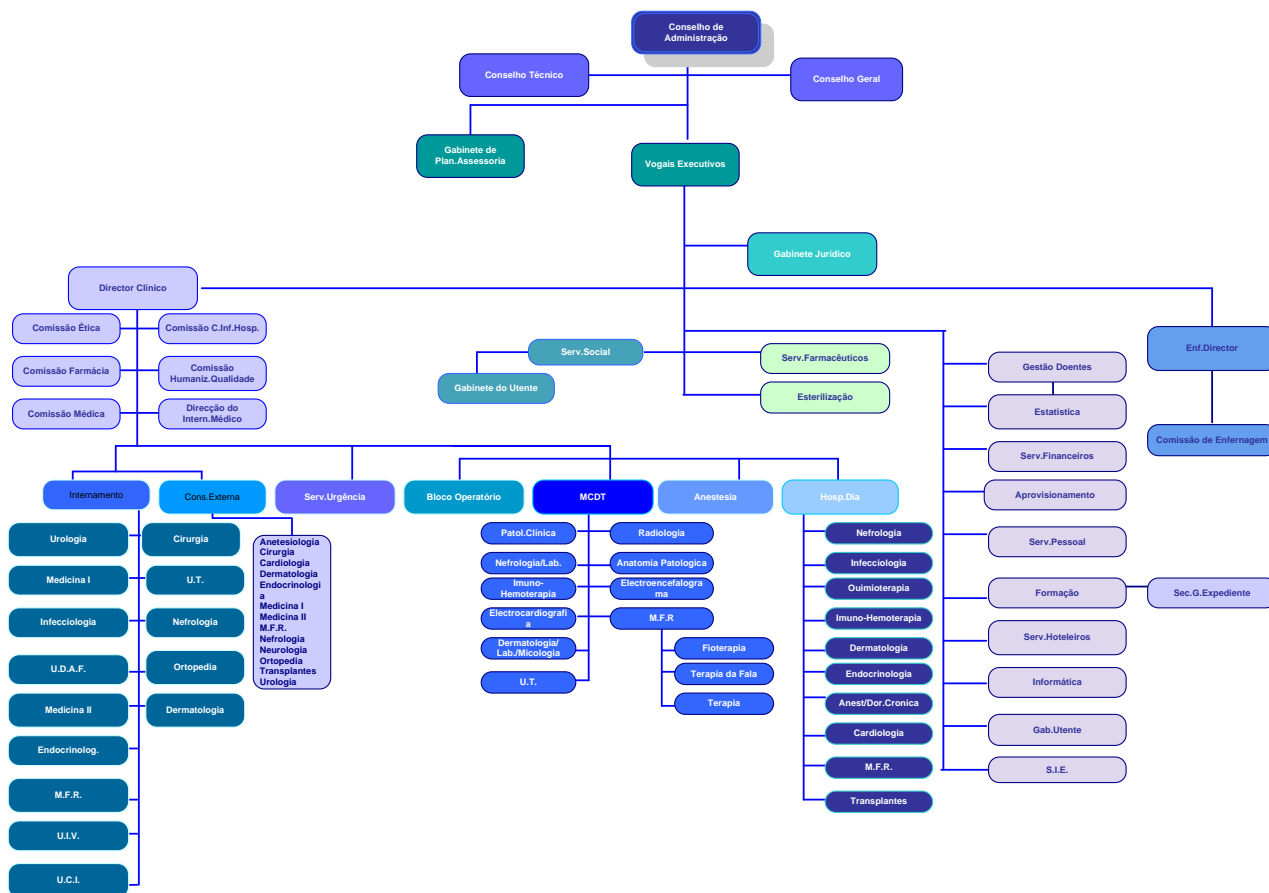 Conselho de
Administração
Conselho Técnico
Conselho Geral
Gabinete de
Plan.Assessoria
Vogais Executivos
Gabinete Jurídico
Director Clínico
Comissão Ética
Comissão C.Inf.Hosp.
Comissão Farmácia
Comissão
Humaniz.Qualidade
Comissão Médica
Direcção do
Intern.Médico
Serv.Social
Gabinete do Utente
Serv.Farmacêuticos
Esterilização
Enf.Director
Comissão de Enfernagem
Gestão Doentes
Estatistica
Serv.Financeiros
Aprovisionamento
Serv.Pessoal
Formação
Sec.G.Expediente
Serv.Hoteleiros
Informática
Gab.Utente
S.I.E.
Internamento
Cons.Externa
Serv.Urgência
Bloco Operatório
MCDT
Anestesia
Hosp.Dia
Urologia
Cirurgia
Medicina I
U.T.
Infecciologia
Nefrologia
U.D.A.F.
Ortopedia
Medicina II
Dermatologia
Endocrinolog.
M.F.R.
U.I.V.
U.C.I.
Anetesiologia
Cirurgia
Cardiologia
Dermatologia
Endocrinologi
a
Medicina I
Medicina II
M.F.R.
Nefrologia
Neurologia
Ortopedia
Transplantes
Urologia
Patol.Clínica
Radiologia
Nefrologia/Lab.
Anatomia Patologica
Imuno-
Hemoterapia
Electroencefalogra
ma
Electrocardiografi
a
M.F.R
Dermatologia/
Lab./Micologia
U.T.
Fioterapia
Terapia da Fala
Terapia
Nefrologia
Infecciologia
Ouimioterapia
Imuno-Hemoterapia
Dermatologia
Endocrinologia
Anest/Dor.Cronica
Cardiologia
M.F.R.
Transplantes